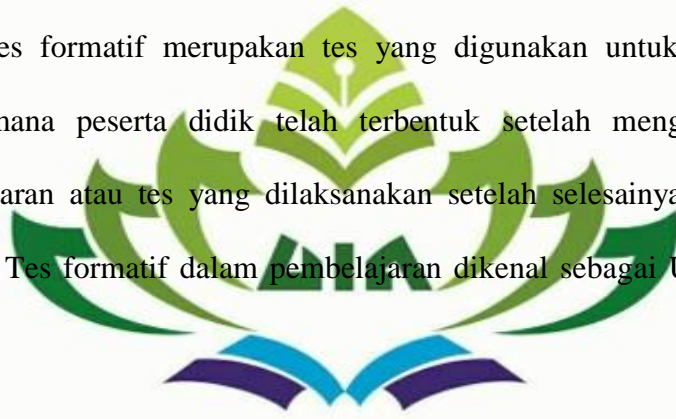 es formatif merupakan tes yang digunakan untuk
mana peserta didik telah terbentuk setelah meng
aran atau tes yang dilaksanakan setelah selesainya
Tes formatif dalam pembelajaran dikenal sebagai U